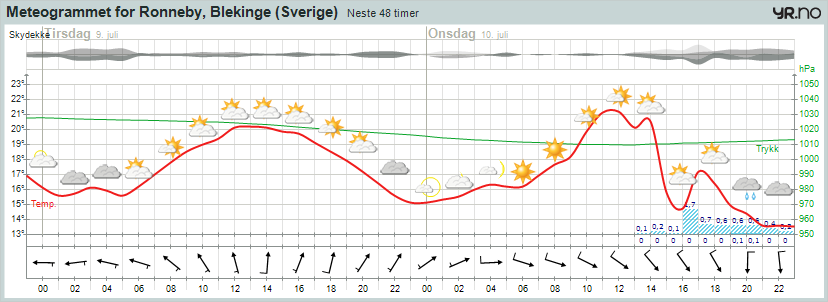 Meteogrammet for Ronneby, Blekinge (Sverige) Neste 48 timer
YR.NO
Skydekke Tirsdag 9. juli Onsdag 10. juli
hPa
23° 1050
22° 1040
21° 1030
20° 1020
19° 1010
Trykk
18° 1000
17° 990
16° 980
15° 970
Temp.
14° 960
13° 950
0,1 0,2 0,1 1,7 0,7 0,6 0,6 0,6 0,4
0 0 0 0 0 0 0,1 0,1 0 0
00 02 04 06 08 10 12 14 16 18 20 22 00 02 04 06 08 10 12 14 16 18 20 22